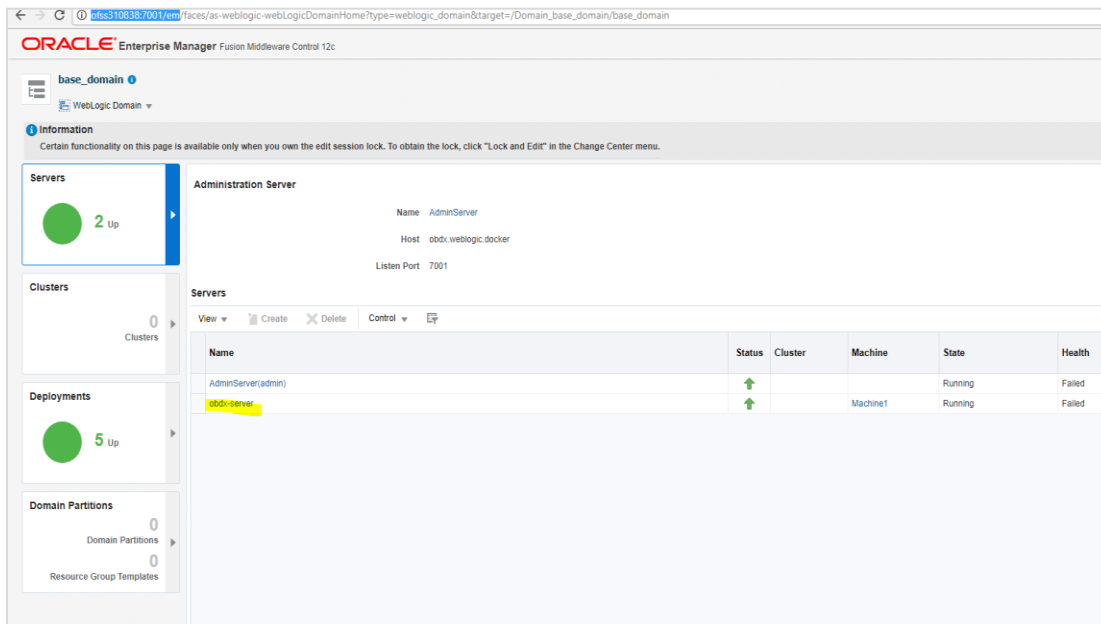 ofss310838:7001/em/faces/as-weblogic-webLogicDomainHome?type=weblogic_domain&target=/Domain_base_domain/base_domain
ORACLE Enterprise Manager Fusion Middleware Control 12c
base_domain
WebLogic Domain
Information
Certain functionality on this page is available only when you own the edit session lock. To obtain the lock, click "Lock and Edit" in the Change Center menu.
Servers
2 Up
Clusters
0
Clusters
Deployments
5 Up
Domain Partitions
0
Domain Partitions
0
Resource Group Templates
Administration Server
Name AdminServer
Host obdx.weblogic.docker
Listen Port 7001
Servers
View Create Delete Control
Name Status Cluster Machine State Health
AdminServer(admin) Running Failed
obdx-server Machine1 Running Failed